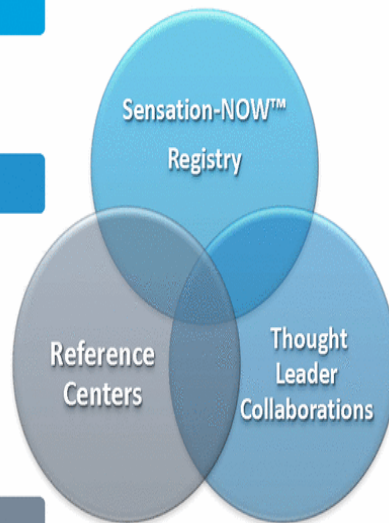 Sensation-NOW™
Registry
Reference
Centers
Thought
Leader
Collaborations